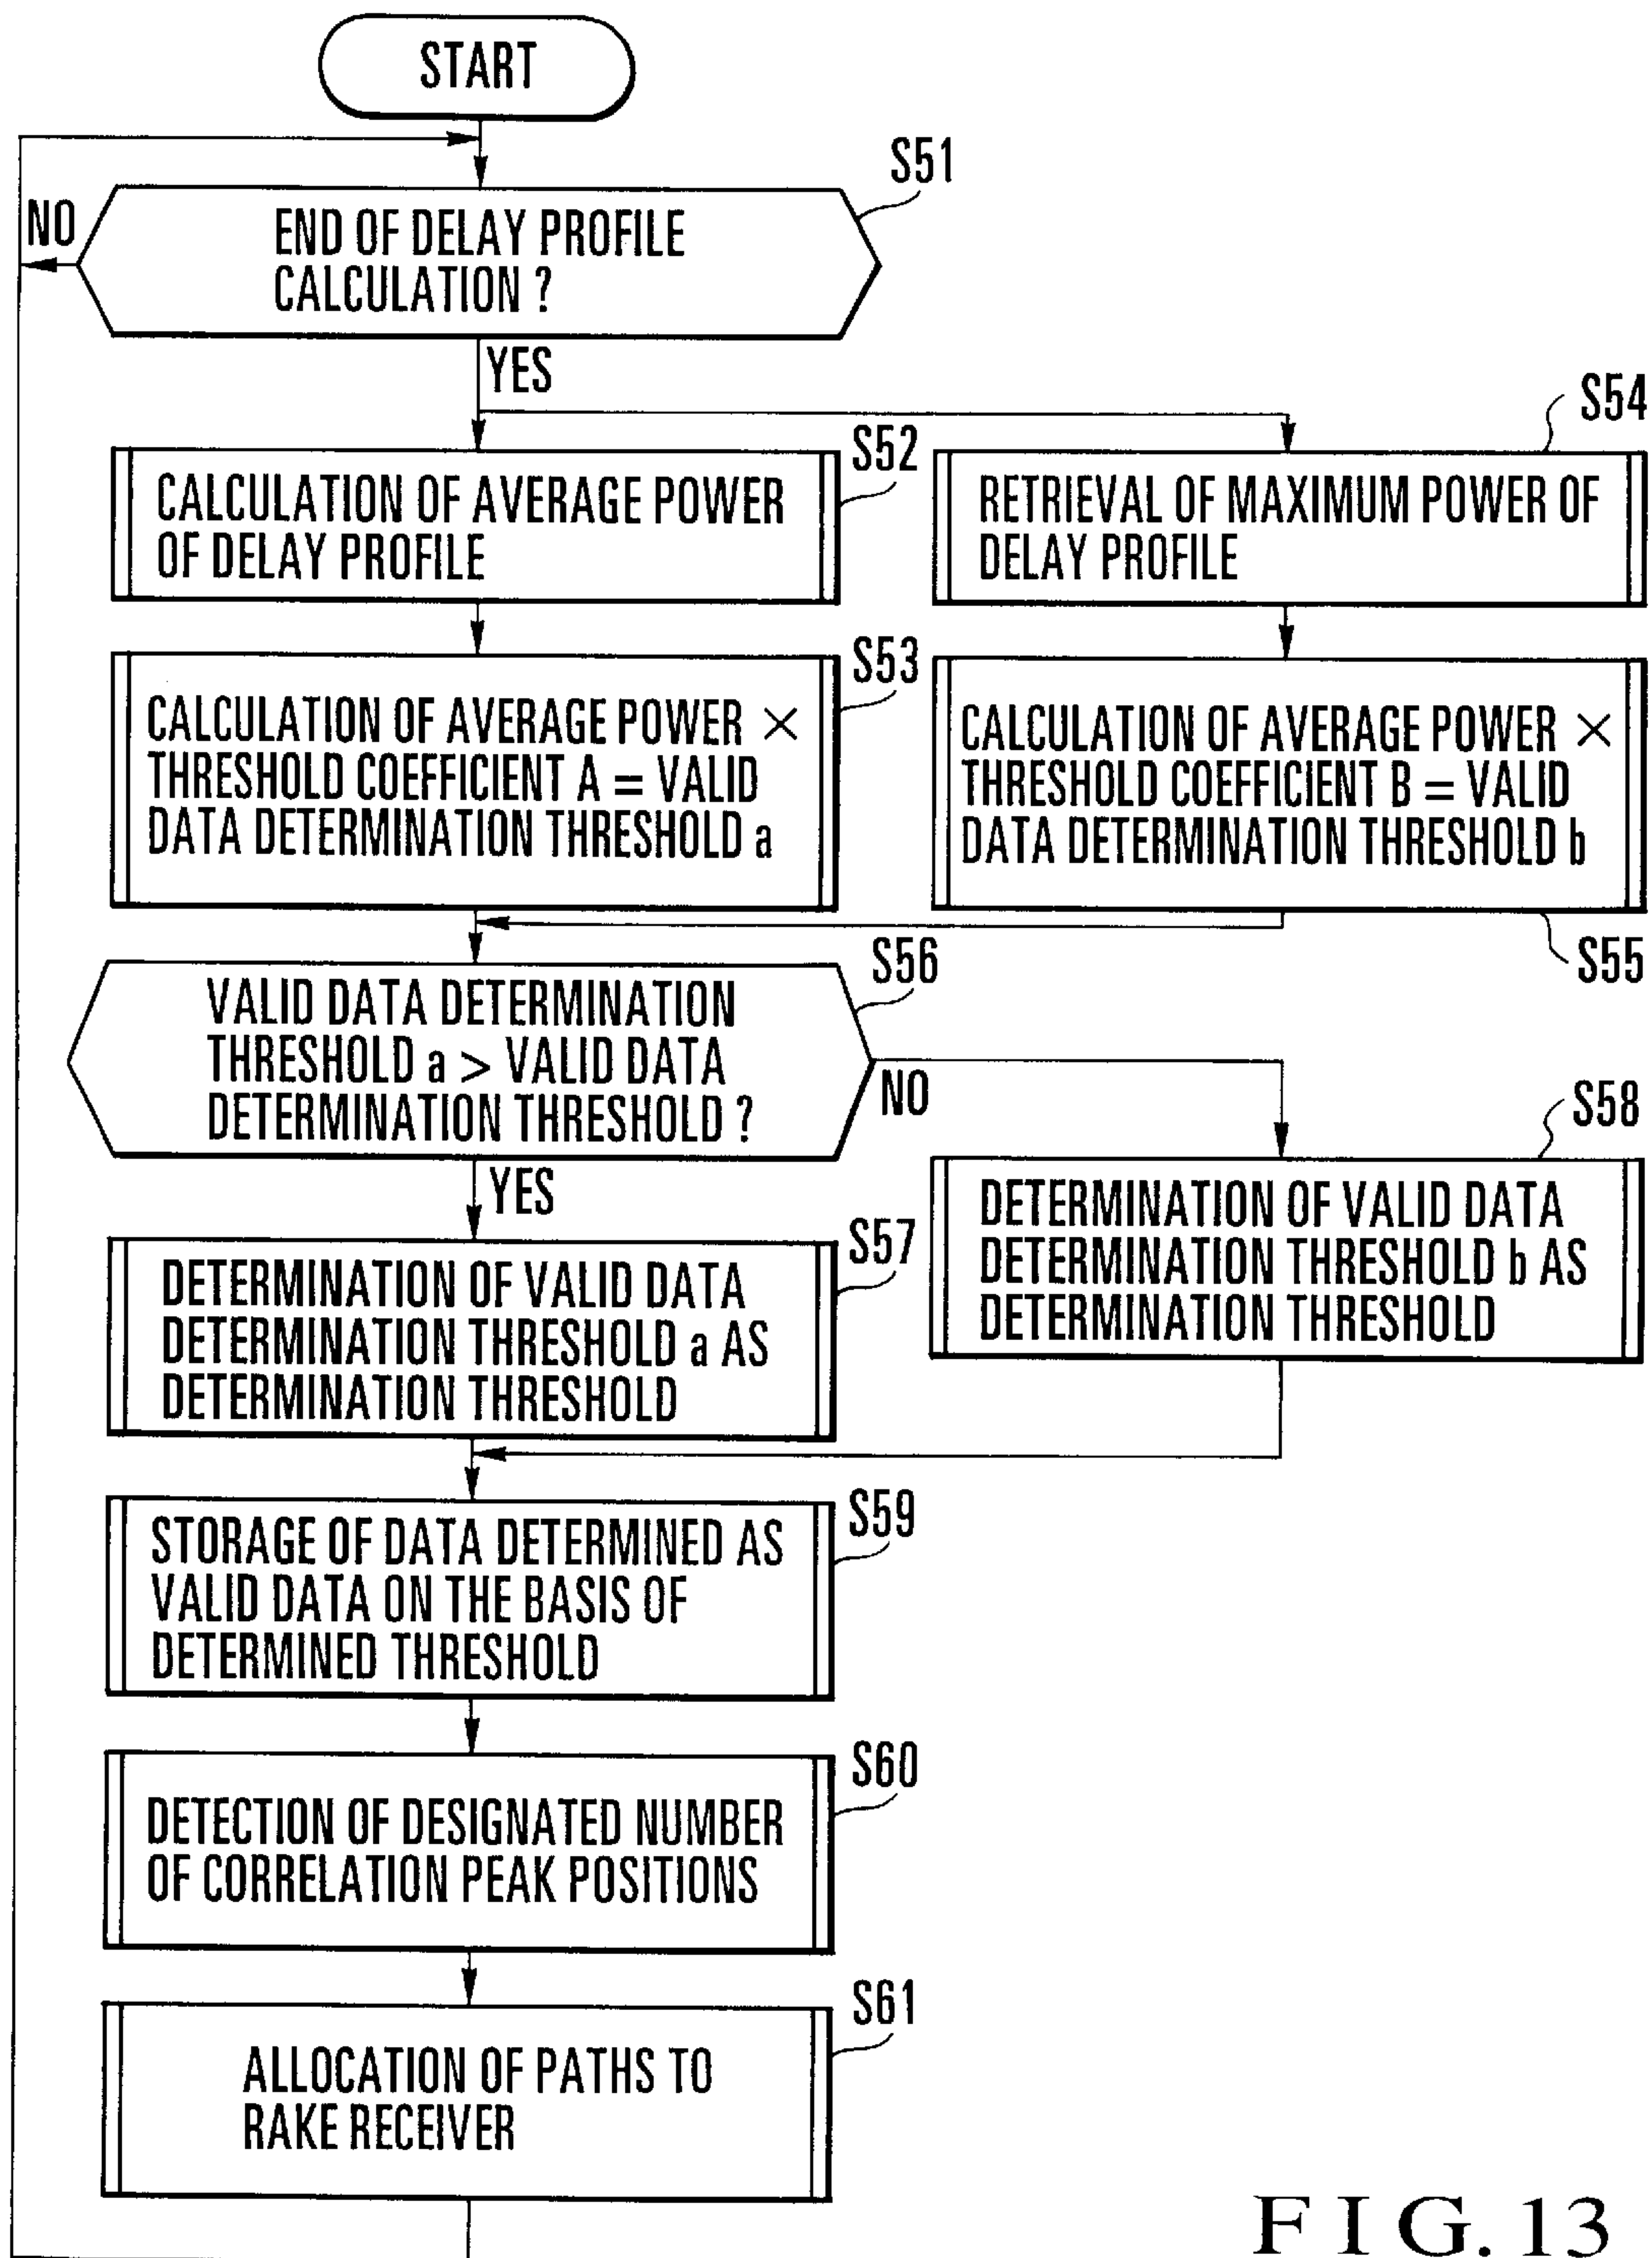 START
S51
NO
END OF DELAY PROFILE
CALCULATION ?
YES
S54
S52
CALCULATION OF AVERAGE POWER
OF DELAY PROFILE
RETRIEVAL OF MAXIMUM POWER OF
DELAY PROFILE
S53
CALCULATION OF AVERAGE POWER ×
THRESHOLD COEFFICIENT A = VALID
DATA DETERMINATION THRESHOLD a
CALCULATION OF AVERAGE POWER ×
THRESHOLD COEFFICIENT B = VALID
DATA DETERMINATION THRESHOLD b
S55
S56
VALID DATA DETERMINATION
THRESHOLD a > VALID DATA
DETERMINATION THRESHOLD ?
NO
YES
S58
DETERMINATION OF VALID DATA
DETERMINATION THRESHOLD b AS
DETERMINATION THRESHOLD
S57
DETERMINATION OF VALID DATA
DETERMINATION THRESHOLD a AS
DETERMINATION THRESHOLD
S59
STORAGE OF DATA DETERMINED AS
VALID DATA ON THE BASIS OF
DETERMINED THRESHOLD
S60
DETECTION OF DESIGNATED NUMBER
OF CORRELATION PEAK POSITIONS
S61
ALLOCATION OF PATHS TO
RAKE RECEIVER
FIG. 13